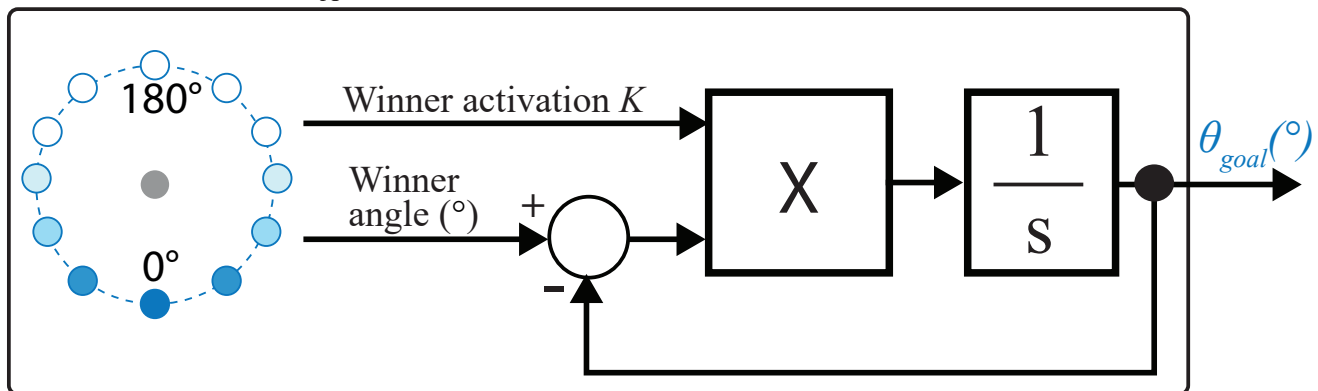 180°
0°
Winner activation K
Winner
angle (°)
+
-
X
1
s
θgoal(°)